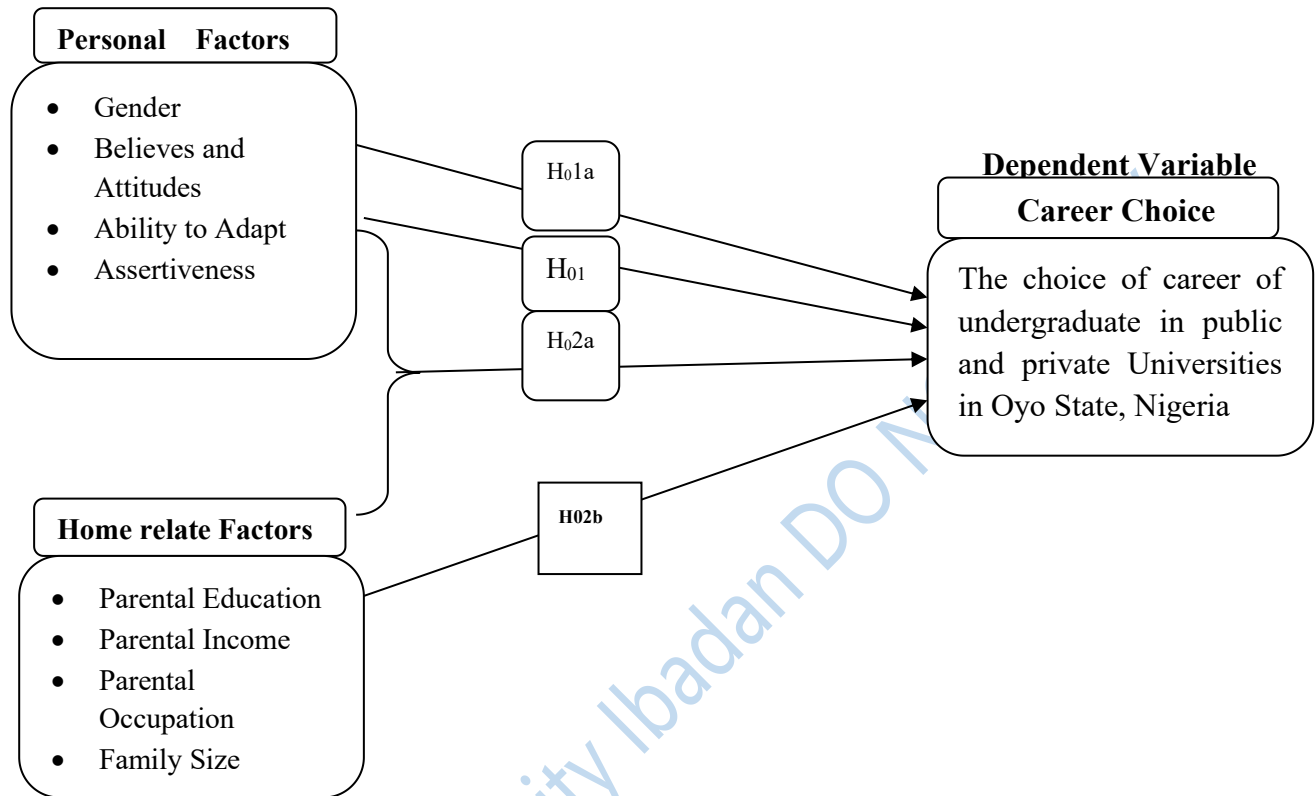 Personal Factors
• Gender
• Believes and
Attitudes
• Ability to Adapt
• Assertiveness
H₀1a
H₀₁
H₀2a
H02b
Dependent Variable
Career Choice
The choice of career of
undergraduate in public
and private Universities
in Oyo State, Nigeria
Home relate Factors
• Parental Education
• Parental Income
• Parental
Occupation
• Family Size
Ibadan DO